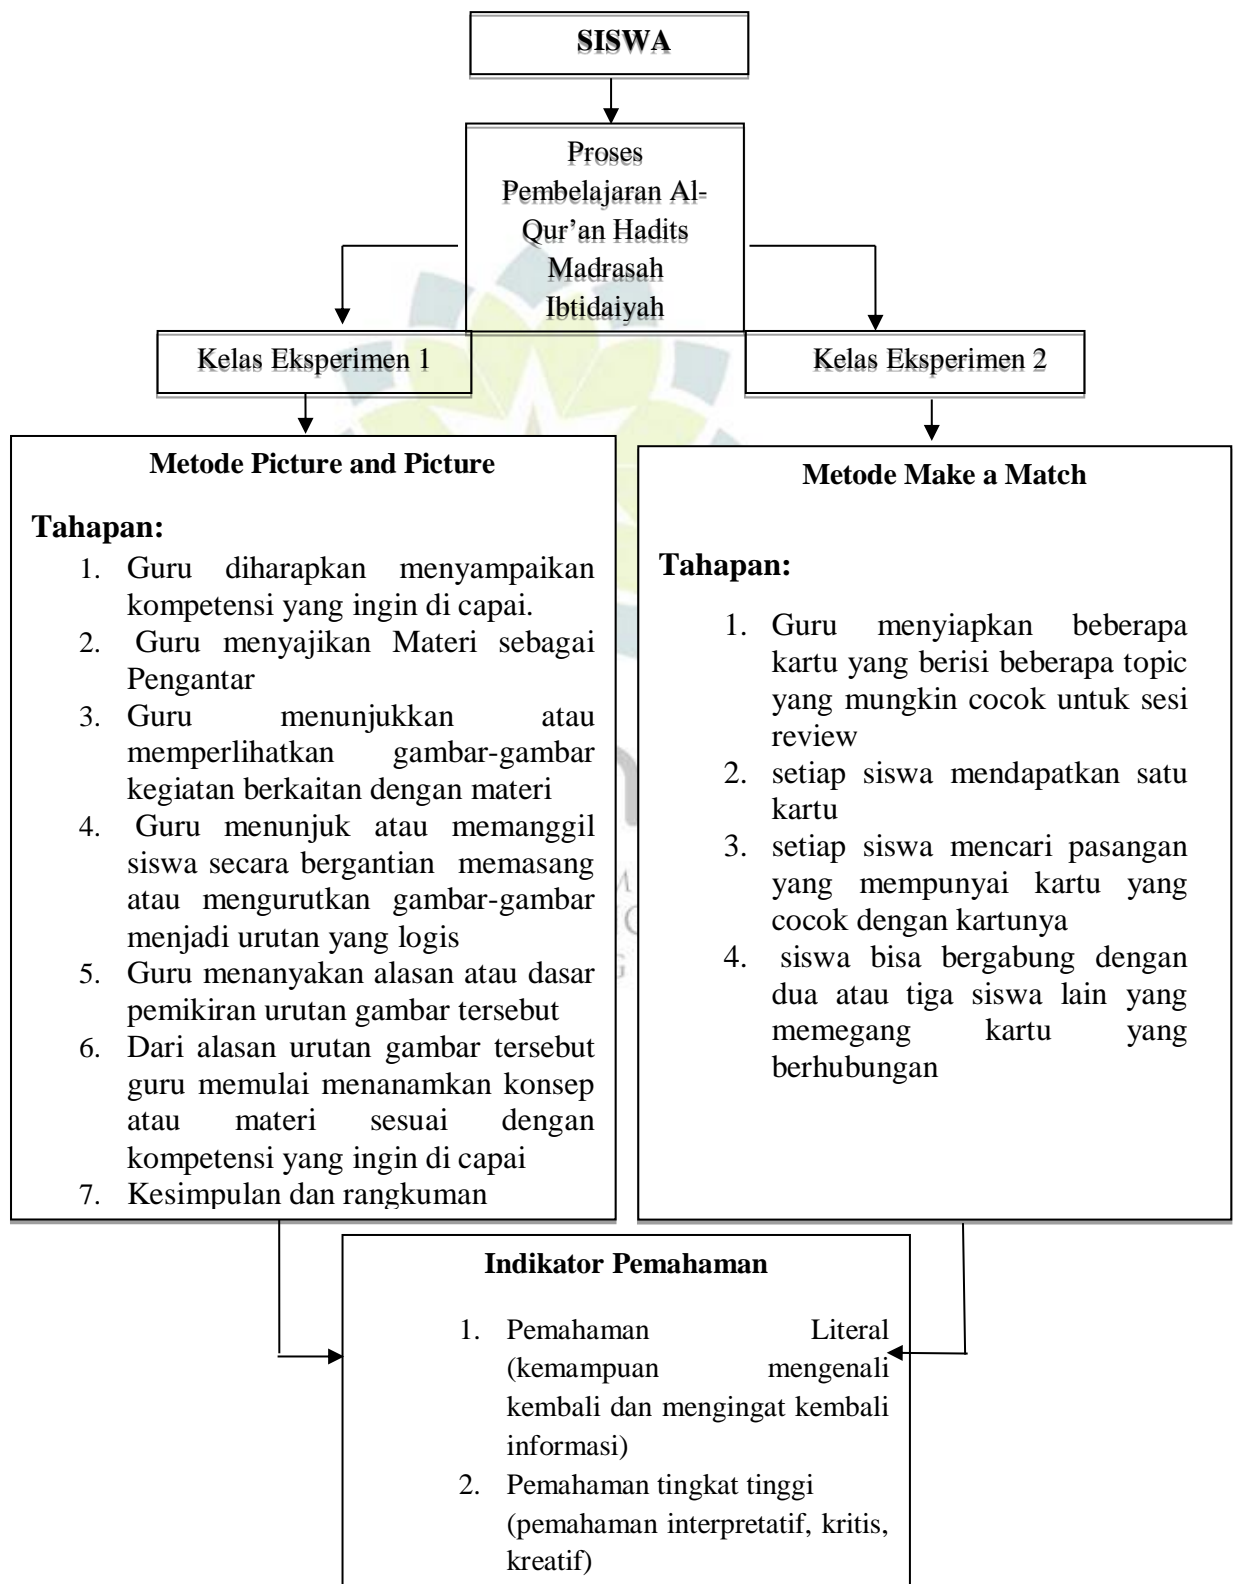 SISWA
Proses
Pembelajaran Al-
Qur’an Hadits
Madrasah
Ibtidaiyah
Kelas Eksperimen 1
Kelas Eksperimen 2
Metode Picture and Picture
Tahapan:
1. Guru diharapkan menyampaikan
kompetensi yang ingin di capai.
2. Guru menyajikan Materi sebagai
Pengantar
3. Guru menunjukkan atau
memperlihatkan gambar-gambar
kegiatan berkaitan dengan materi
4. Guru menunjuk atau memanggil
siswa secara bergantian memasang
atau mengurutkan gambar-gambar
menjadi urutan yang logis
5. Guru menanyakan alasan atau dasar
pemikiran urutan gambar tersebut
6. Dari alasan urutan gambar tersebut
guru memulai menanamkan konsep
atau materi sesuai dengan
kompetensi yang ingin di capai
7. Kesimpulan dan rangkuman
Metode Make a Match
Tahapan:
1. Guru menyiapkan beberapa
kartu yang berisi beberapa topic
yang mungkin cocok untuk sesi
review
2. setiap siswa mendapatkan satu
kartu
3. setiap siswa mencari pasangan
yang mempunyai kartu yang
cocok dengan kartunya
4. siswa bisa bergabung dengan
dua atau tiga siswa lain yang
memegang kartu yang
berhubungan
Indikator Pemahaman
1. Pemahaman Literal
(kemampuan mengenali
kembali dan mengingat kembali
informasi)
2. Pemahaman tingkat tinggi
(pemahaman interpretatif, kritis,
kreatif)